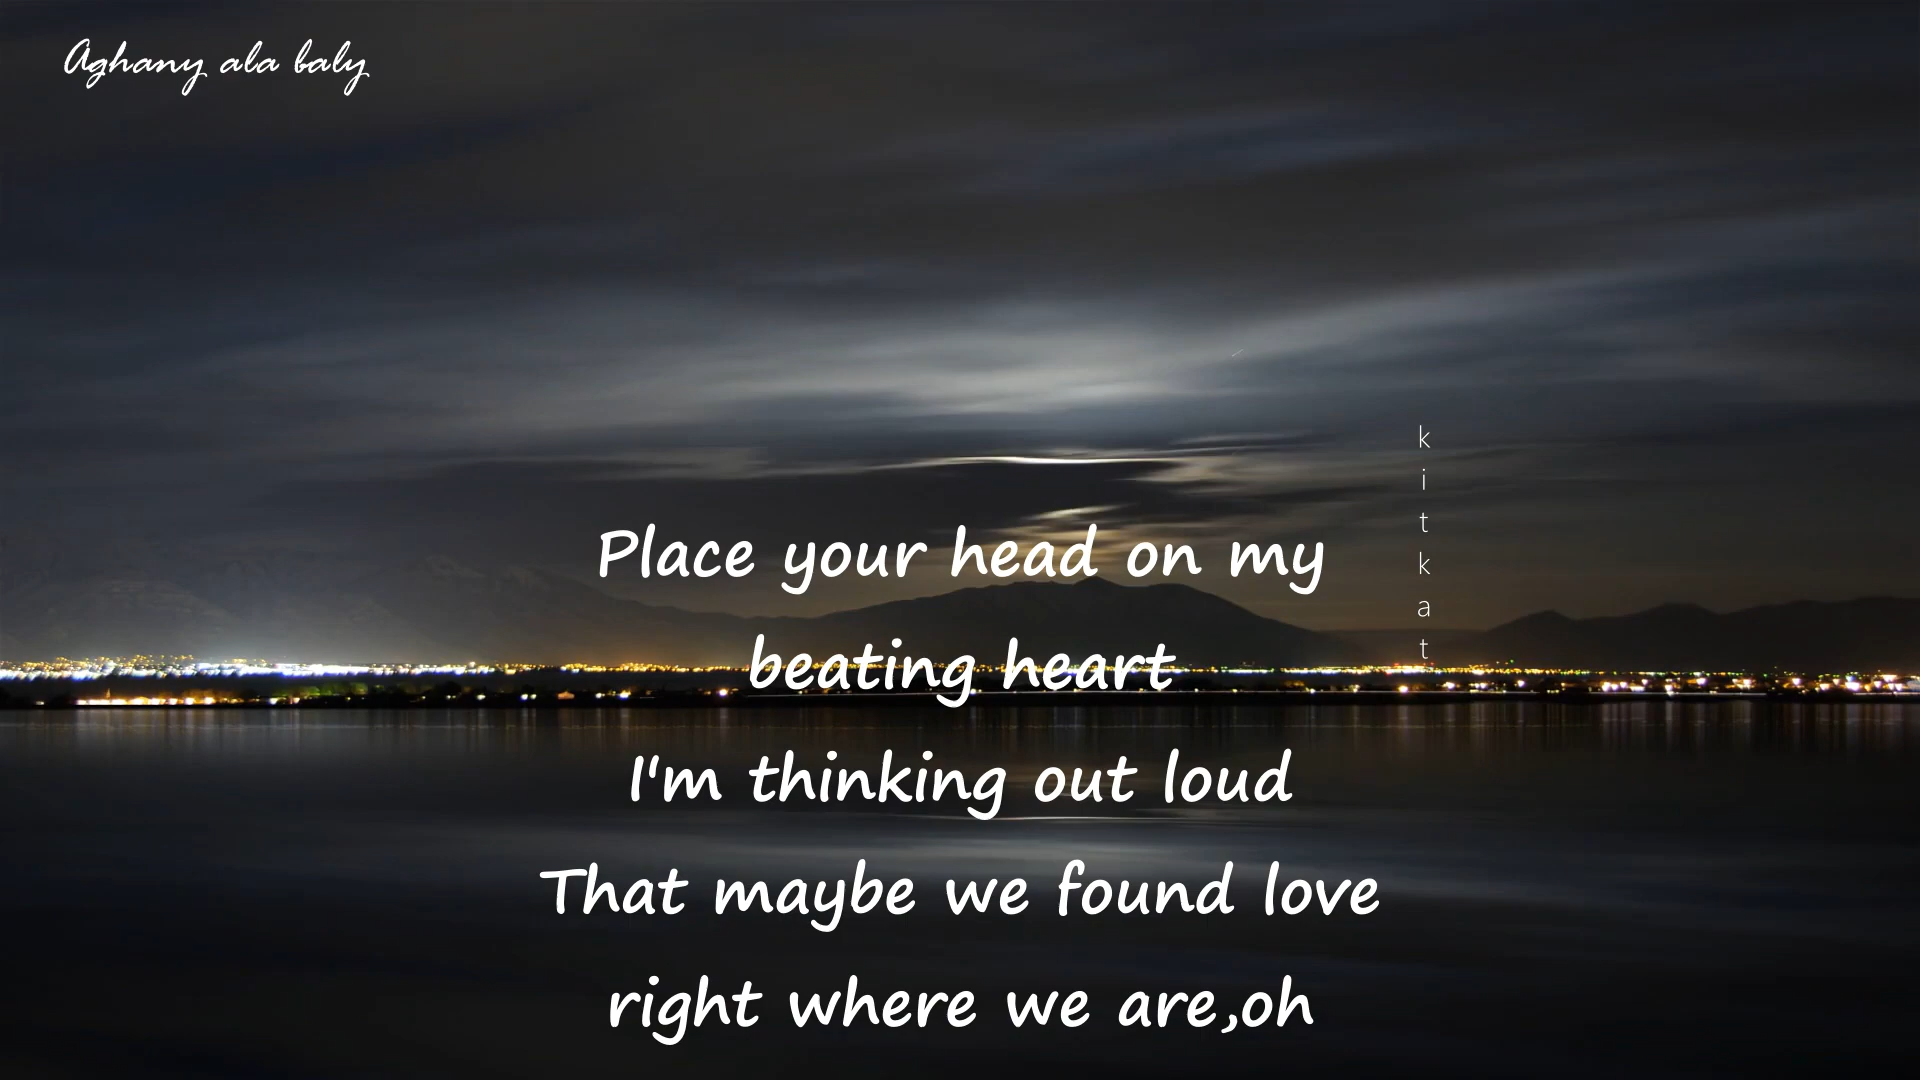 Aghany ala baly
kitkat
Place your head on my
beating heart
I'm thinking out loud
That maybe we found love
right where we are,oh